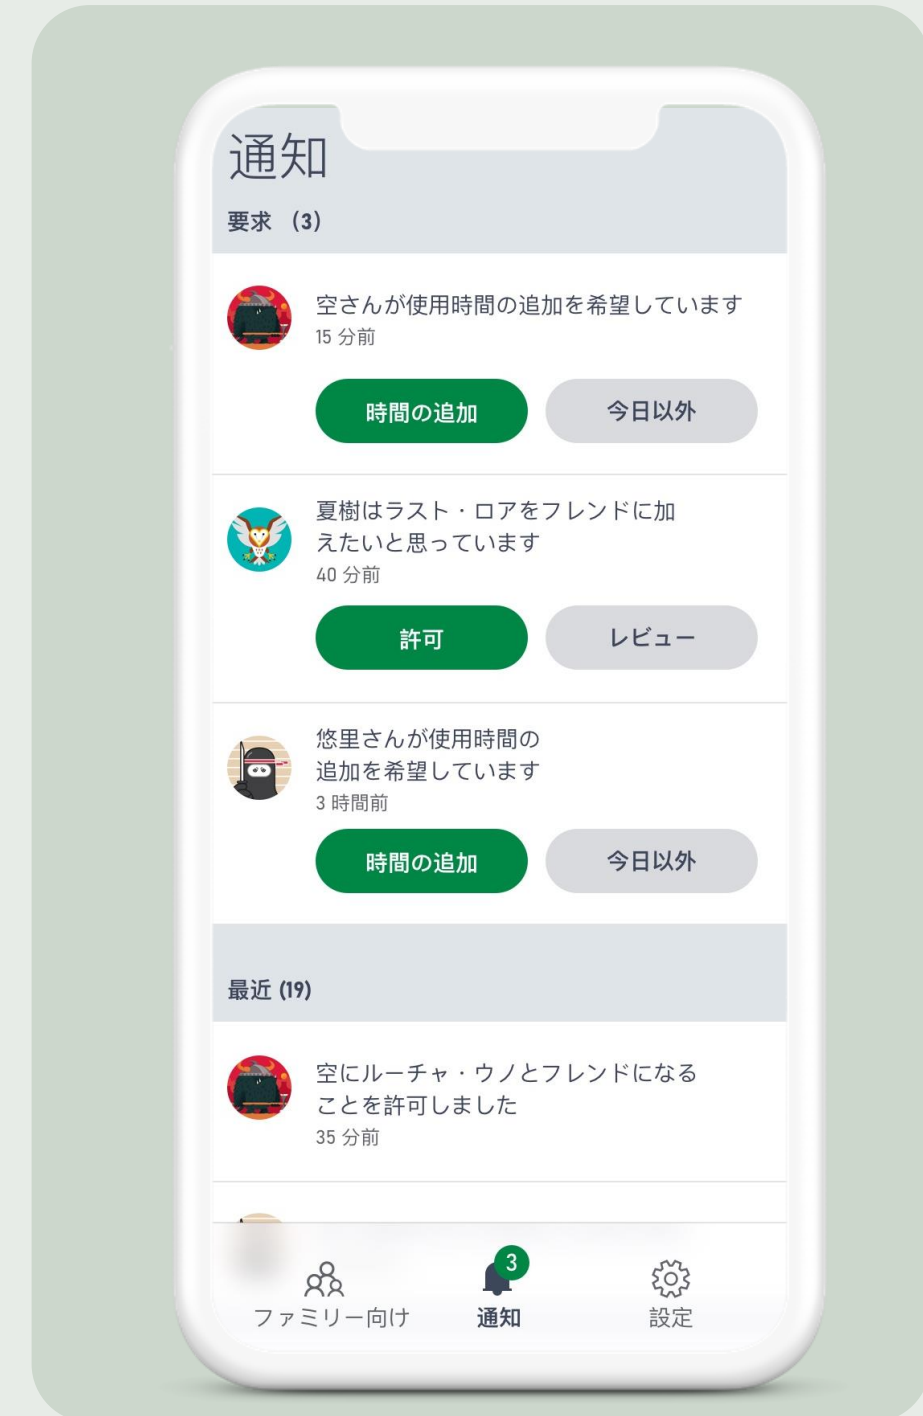 通知
要求 （3）
空さんが使用時間の追加を希望しています
15 分前
時間の追加
今日以外
夏樹はラスト・ロアをフレンドに加
えたいと思っています
40 分前
許可
レビュー
悠里さんが使用時間の
追加を希望しています
3 時間前
時間の追加
今日以外
最近 (19)
空にルーチャ・ウノとフレンドになる
ことを許可しました
35 分前
3
ファミリー向け
通知
設定